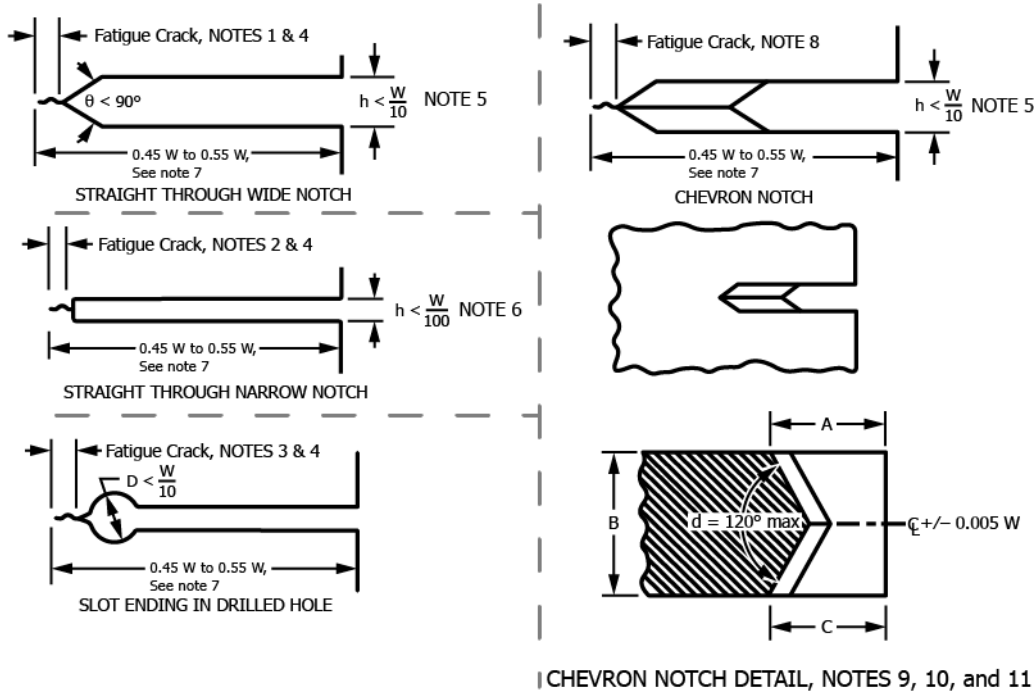 Fatigue Crack, NOTES 1 & 4
θ < 90°
h < W/10 NOTE 5
0.45 W to 0.55 W,
See note 7
STRAIGHT THROUGH WIDE NOTCH
Fatigue Crack, NOTES 2 & 4
h < W/100 NOTE 6
0.45 W to 0.55 W,
See note 7
STRAIGHT THROUGH NARROW NOTCH
Fatigue Crack, NOTES 3 & 4
D < W/10
0.45 W to 0.55 W,
See note 7
SLOT ENDING IN DRILLED HOLE
Fatigue Crack, NOTE 8
h < W/10 NOTE 5
0.45 W to 0.55 W,
See note 7
CHEVRON NOTCH
A
B
d = 120° max
℄ +/− 0.005 W
C
CHEVRON NOTCH DETAIL, NOTES 9, 10, and 11